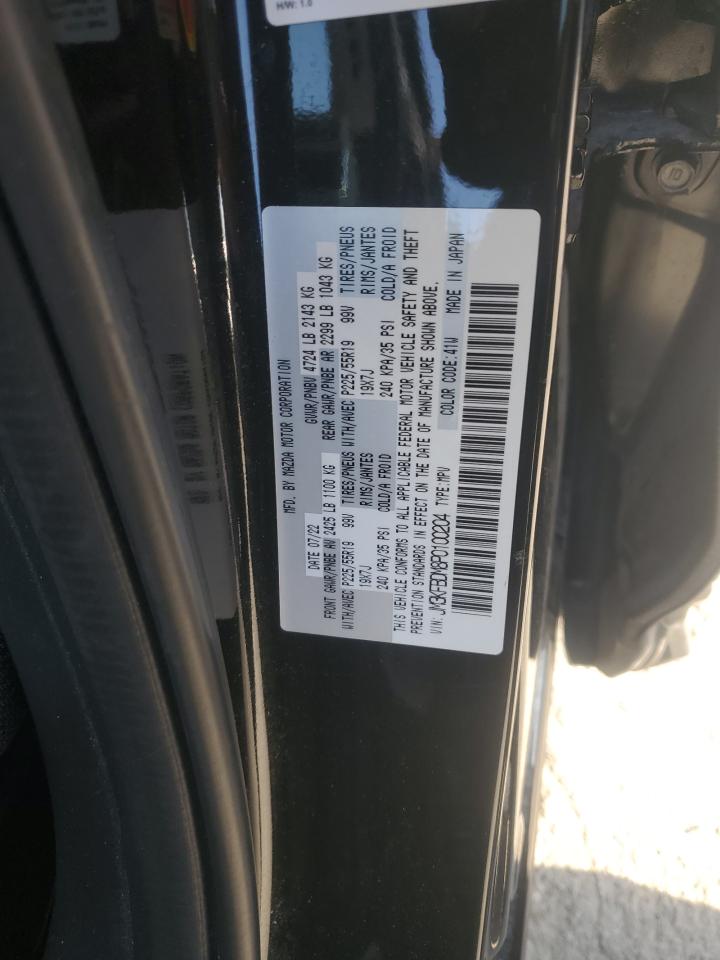 H/W: 1.0
MFD. BY MAZDA MOTOR CORPORATION
DATE 07/22 GVWR/PNBV 4724 LB 2143 KG
FRONT GAWR/PNBE AV 2425 LB 1100 KG REAR GAWR/PNBE AR 2299 LB 1043 KG
WITH/AVEC P225/55R19 99V TIRES/PNEUS WITH/AVEC P225/55R19 99V TIRES/PNEUS
19X7J RIMS/JANTES 19X7J RIMS/JANTES
240 KPA/35 PSI COLD/A FROID 240 KPA/35 PSI COLD/A FROID
THIS VEHICLE CONFORMS TO ALL APPLICABLE FEDERAL MOTOR VEHICLE SAFETY AND THEFT
PREVENTION STANDARDS IN EFFECT ON THE DATE OF MANUFACTURE SHOWN ABOVE.
VIN: JM3KFBDM8P0100204 TYPE:MPV COLOR CODE:41W MADE IN JAPAN